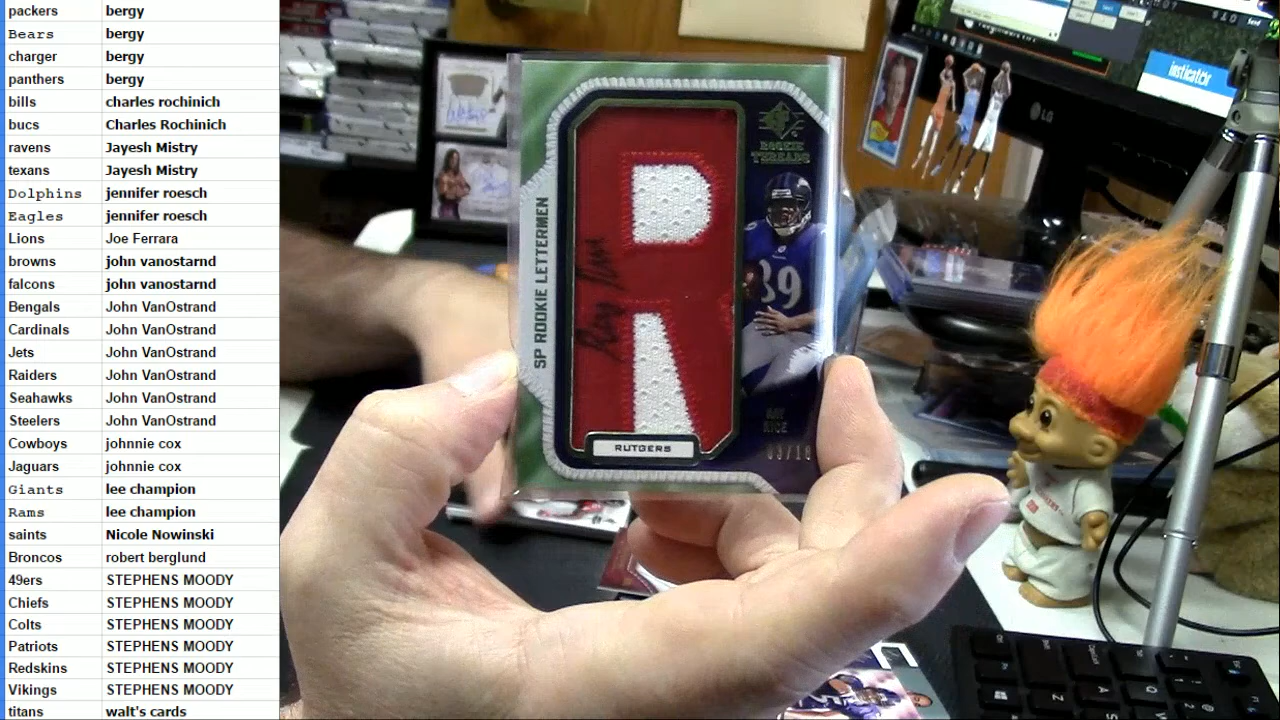 packers bergy
Bears bergy
charger bergy
panthers bergy
bills charles rochinich
bucs Charles Rochinich
ravens Jayesh Mistry
texans Jayesh Mistry
Dolphins jennifer roesch
Eagles jennifer roesch
Lions Joe Ferrara
browns john vanostarnd
falcons john vanostarnd
Bengals John VanOstrand
Cardinals John VanOstrand
Jets John VanOstrand
Raiders John VanOstrand
Seahawks John VanOstrand
Steelers John VanOstrand
Cowboys johnnie cox
Jaguars johnnie cox
Giants lee champion
Rams lee champion
saints Nicole Nowinski
Broncos robert berglund
49ers STEPHENS MOODY
Chiefs STEPHENS MOODY
Colts STEPHENS MOODY
Patriots STEPHENS MOODY
Redskins STEPHENS MOODY
Vikings STEPHENS MOODY
titans walt's cards
SP ROOKIE LETTERMEN
R
Ray Rice
SP
ROOKIE
THREADS
39
RAY
RICE
RUTGERS
LG